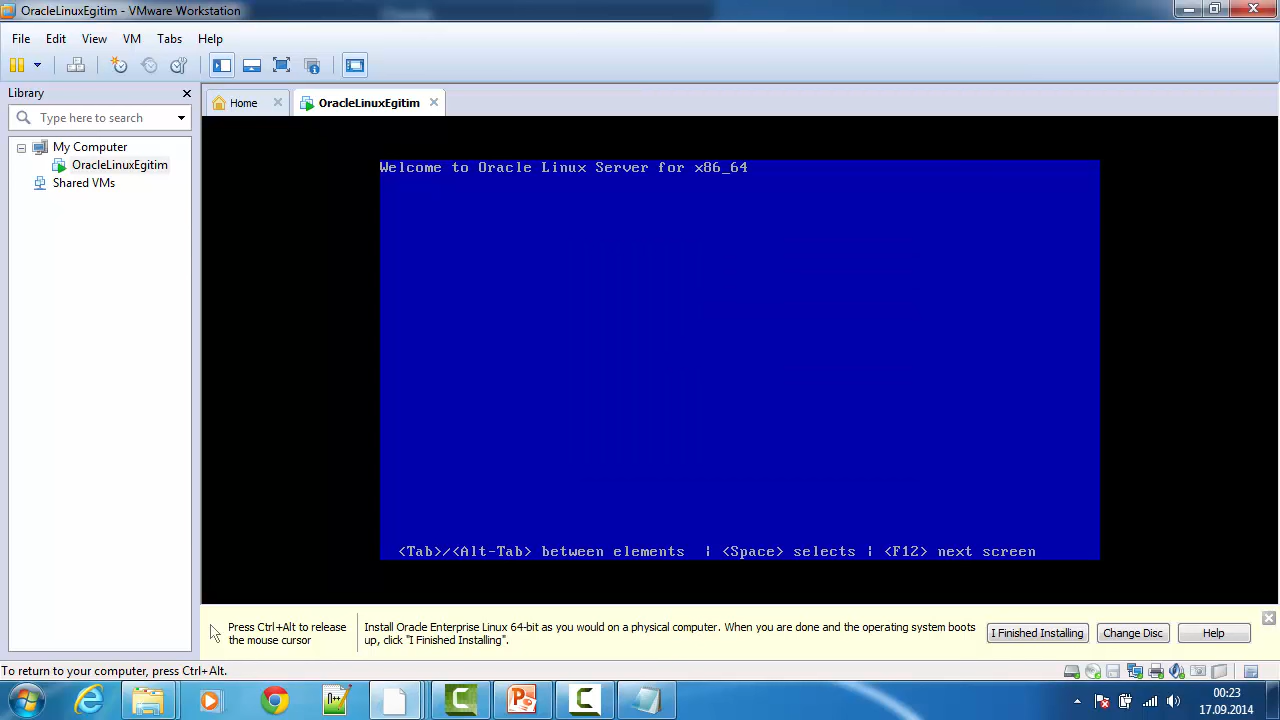 OracleLinuxEgitim - VMware Workstation
File Edit View VM Tabs Help
Library
Type here to search
My Computer
OracleLinuxEgitim
Shared VMs
Home
OracleLinuxEgitim
Welcome to Oracle Linux Server for x86_64
<Tab>/<Alt-Tab> between elements | <Space> selects | <F12> next screen
Press Ctrl+Alt to release
the mouse cursor
Install Oracle Enterprise Linux 64-bit as you would on a physical computer. When you are done and the operating system boots
up, click "I Finished Installing".
I Finished Installing
Change Disc
Help
To return to your computer, press Ctrl+Alt.
00:23
17.09.2014